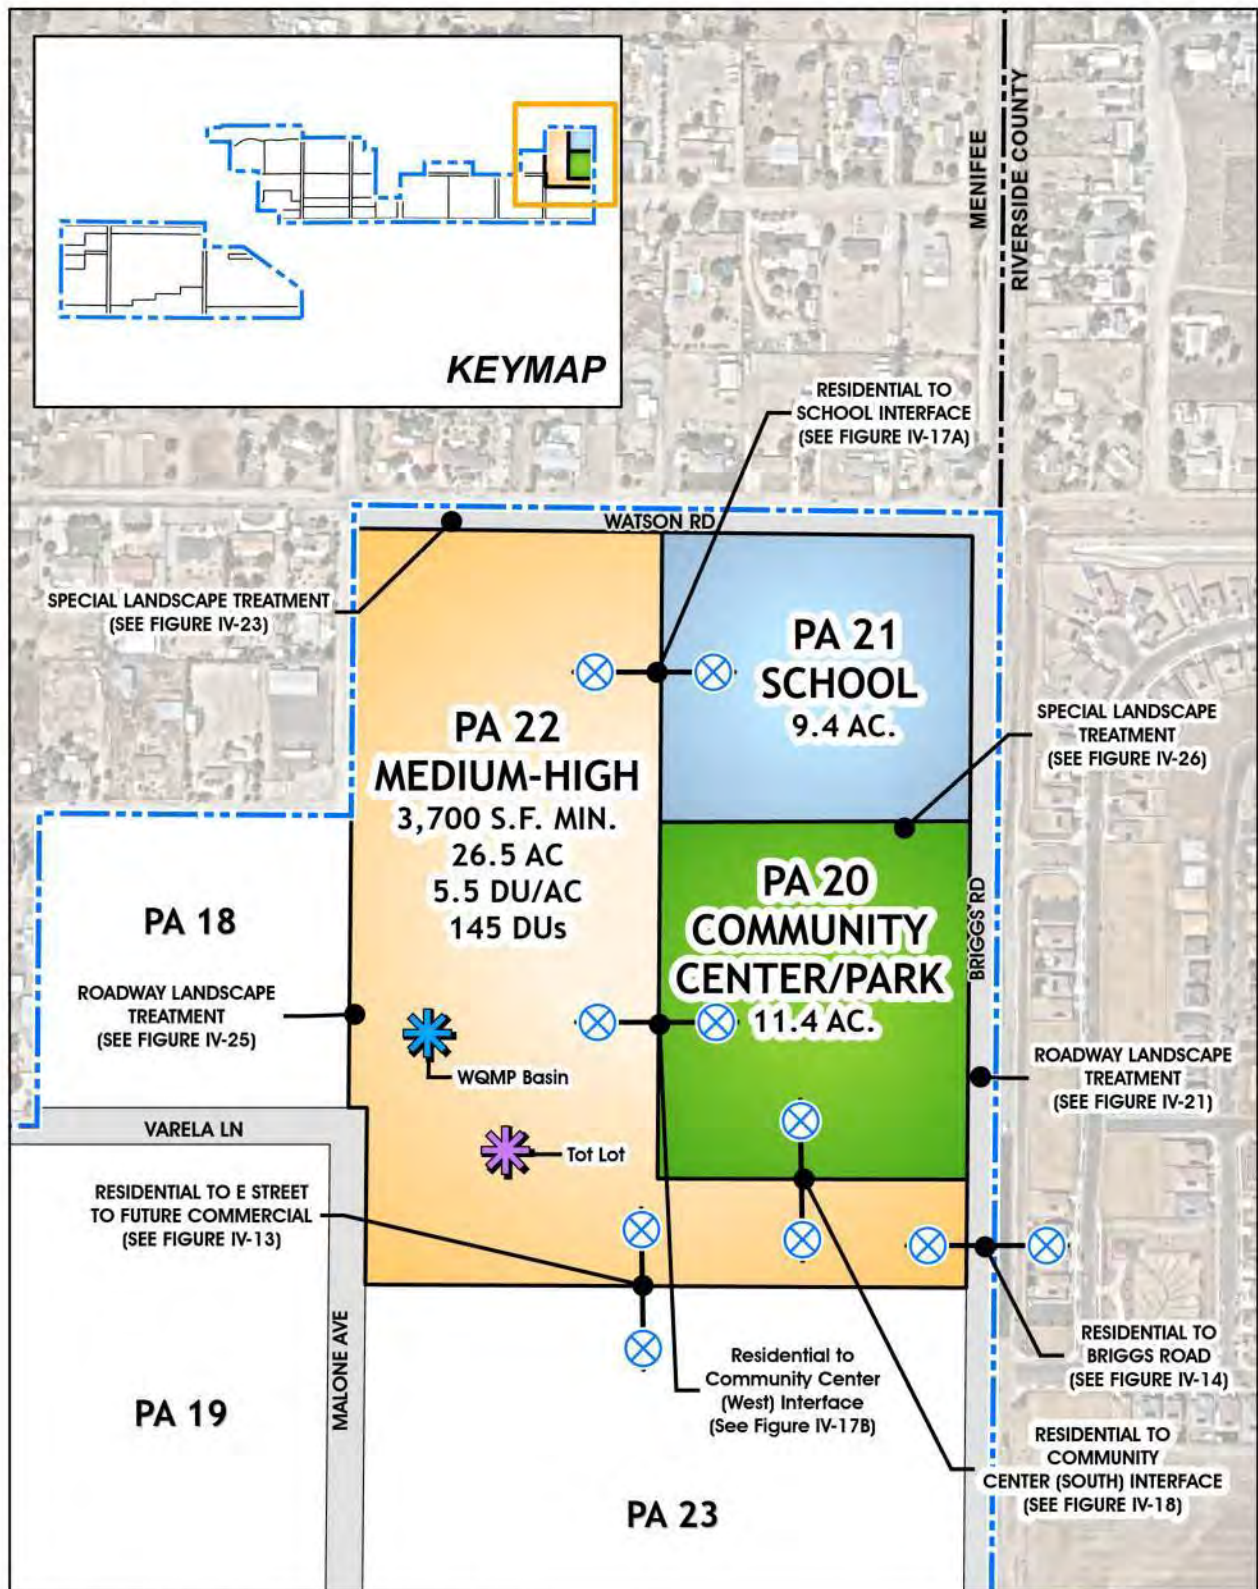 KEYMAP
MENIFEE
RIVERSIDE COUNTY
RESIDENTIAL TO
SCHOOL INTERFACE
(SEE FIGURE IV-17A)
WATSON RD
SPECIAL LANDSCAPE TREATMENT
(SEE FIGURE IV-23)
PA 21
SCHOOL
9.4 AC.
PA 22
MEDIUM-HIGH
3,700 S.F. MIN.
26.5 AC
5.5 DU/AC
145 DUs
SPECIAL LANDSCAPE
TREATMENT
(SEE FIGURE IV-26)
PA 20
COMMUNITY
CENTER/PARK
11.4 AC.
BRIGGS RD
PA 18
ROADWAY LANDSCAPE
TREATMENT
(SEE FIGURE IV-25)
WQMP Basin
ROADWAY LANDSCAPE
TREATMENT
(SEE FIGURE IV-21)
VARELA LN
Tot Lot
RESIDENTIAL TO E STREET
TO FUTURE COMMERCIAL
(SEE FIGURE IV-13)
MALONE AVE
PA 19
Residential to
Community Center
(West) Interface
(See Figure IV-17B)
RESIDENTIAL TO
BRIGGS ROAD
(SEE FIGURE IV-14)
RESIDENTIAL TO
COMMUNITY
CENTER (SOUTH) INTERFACE
(SEE FIGURE IV-18)
PA 23